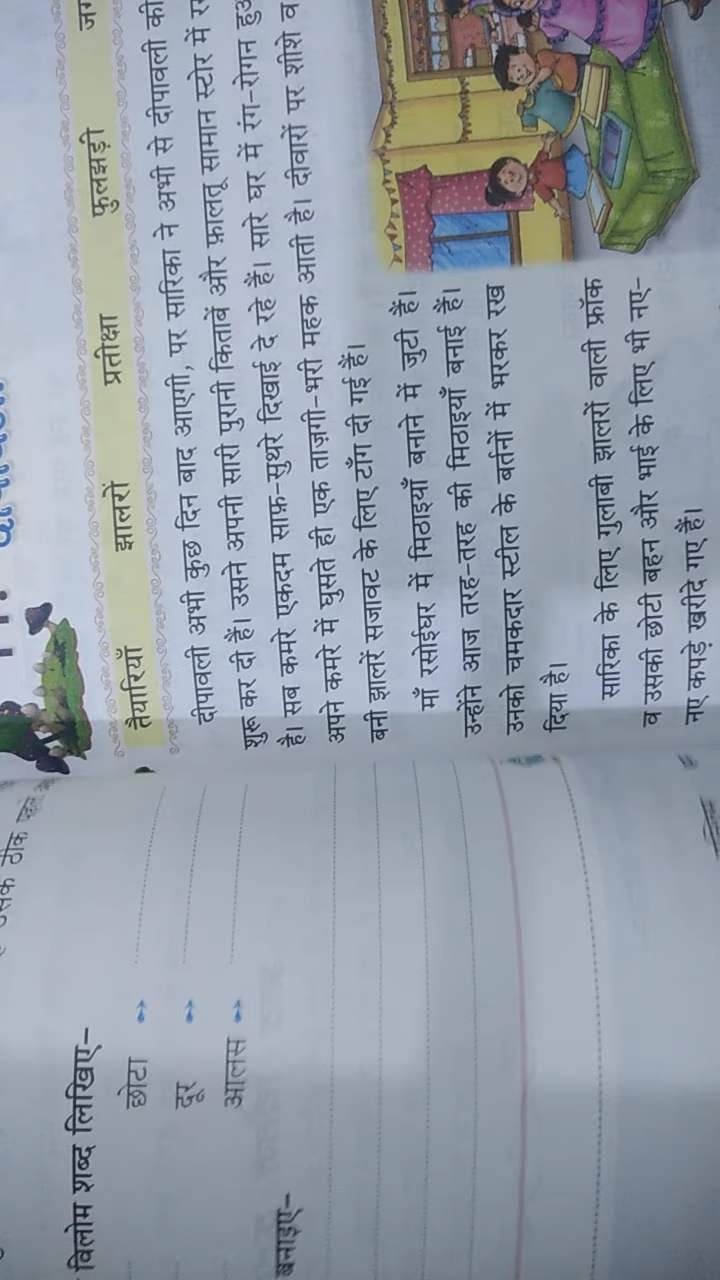 विलोम शब्द लिखिए–
छोटा
दूर
आलस
बनाइए–
तैयारियाँ झालरों प्रतीक्षा फुलझड़ी
दीपावली अभी कुछ दिन बाद आएगी, पर सारिका ने अभी से दीपावली की
शुरू कर दी हैं। उसने अपनी सारी पुरानी किताबें और फ़ालतू सामान स्टोर में
है। सब कमरे एकदम साफ़-सुथरे दिखाई दे रहे हैं। सारे घर में रंग-रोगन
अपने कमरे में घुसते ही एक ताज़गी-भरी महक आती है। दीवारों पर शीशे
बनी झालरें सजावट के लिए टाँग दी गई हैं।
माँ रसोईघर में मिठाइयाँ बनाने में जुटी हैं।
उन्होंने आज तरह-तरह की मिठाइयाँ बनाई हैं।
उनको चमकदार स्टील के बर्तनों में भरकर रख
दिया है।
सारिका के लिए गुलाबी झालरों वाली फ्रॉक
व उसकी छोटी बहन और भाई के लिए भी नए-
नए कपड़े खरीदे गए हैं।